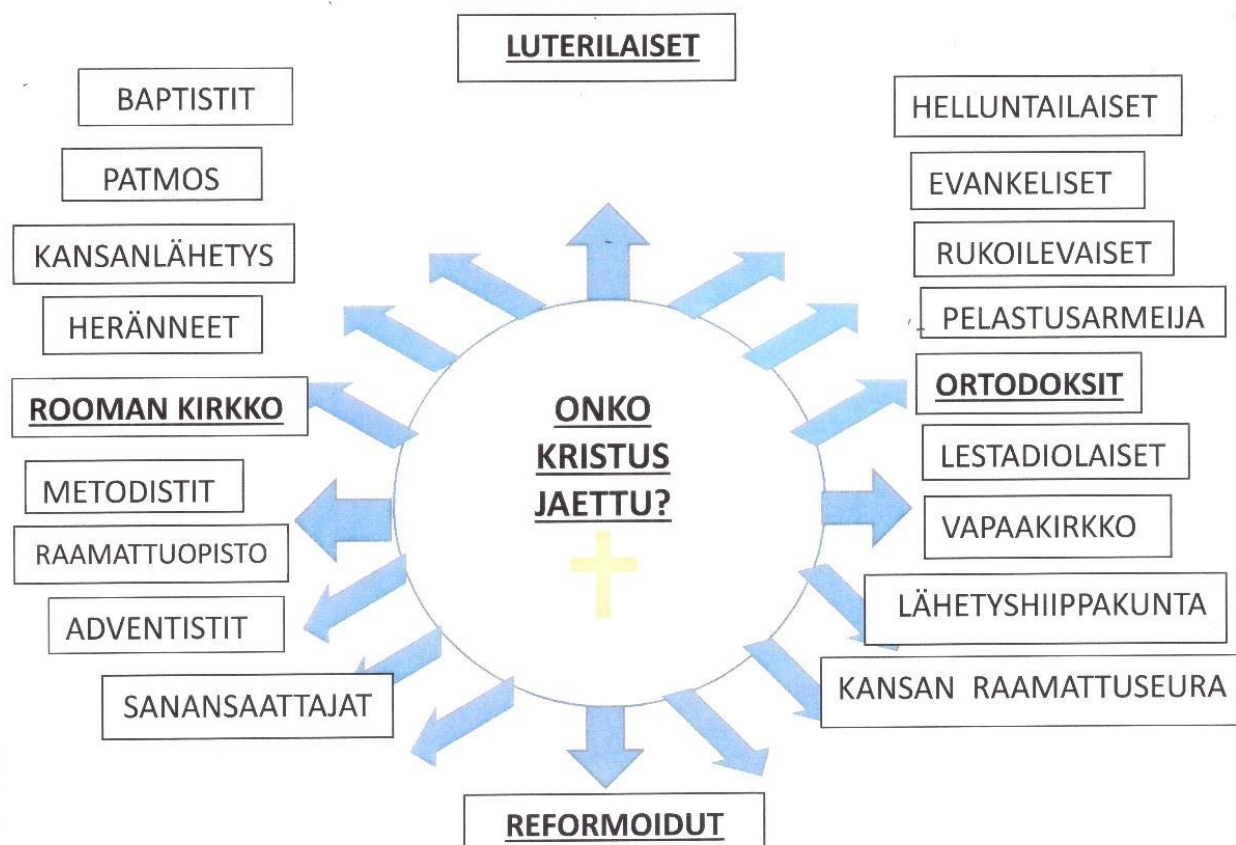 LUTERILAISET
BAPTISTIT
PATMOS
KANSANLÄHETYS
HERÄNNEET
ROOMAN KIRKKO
METODISTIT
RAAMATTUOPISTO
ADVENTISTIT
SANANSAATTAJAT
ONKO
KRISTUS
JAETTU?
HELLUNTAILAISET
EVANKELISET
RUKOILEVAISET
PELASTUSARMEIJA
ORTODOKSIT
LESTADIOLAISET
VAPAAKIRKKO
LÄHETYSHIIPPAKUNTA
KANSAN RAAMATTUSEURA
REFORMOIDUT